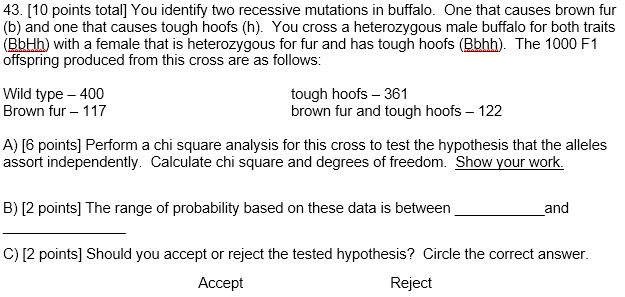 43. [10 points total] You identify two recessive mutations in buffalo.  One that causes brown fur
(b) and one that causes tough hoofs (h).  You cross a heterozygous male buffalo for both traits
(BbHh) with a female that is heterozygous for fur and has tough hoofs (Bbhh).  The 1000 F1
offspring produced from this cross are as follows:
Wild type – 400 tough hoofs – 361
Brown fur – 117 brown fur and tough hoofs – 122
A) [6 points] Perform a chi square analysis for this cross to test the hypothesis that the alleles
assort independently.  Calculate chi square and degrees of freedom.  Show your work.
B) [2 points] The range of probability based on these data is between ____________and
_________________
C) [2 points] Should you accept or reject the tested hypothesis?  Circle the correct answer.
Accept Reject